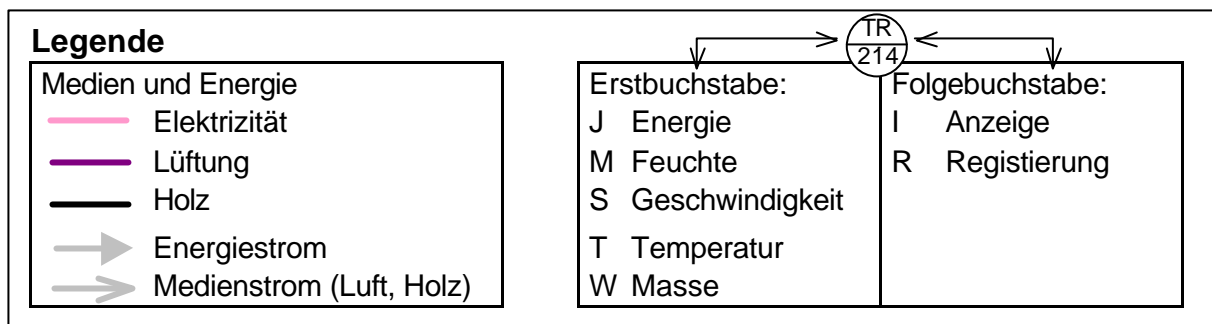 Legende
TR
214
Medien und Energie
Elektrizität
Lüftung
Holz
Energiestrom
Medienstrom (Luft, Holz)
Erstbuchstabe:
J Energie
M Feuchte
S Geschwindigkeit
T Temperatur
W Masse
Folgebuchstabe:
I Anzeige
R Registierung